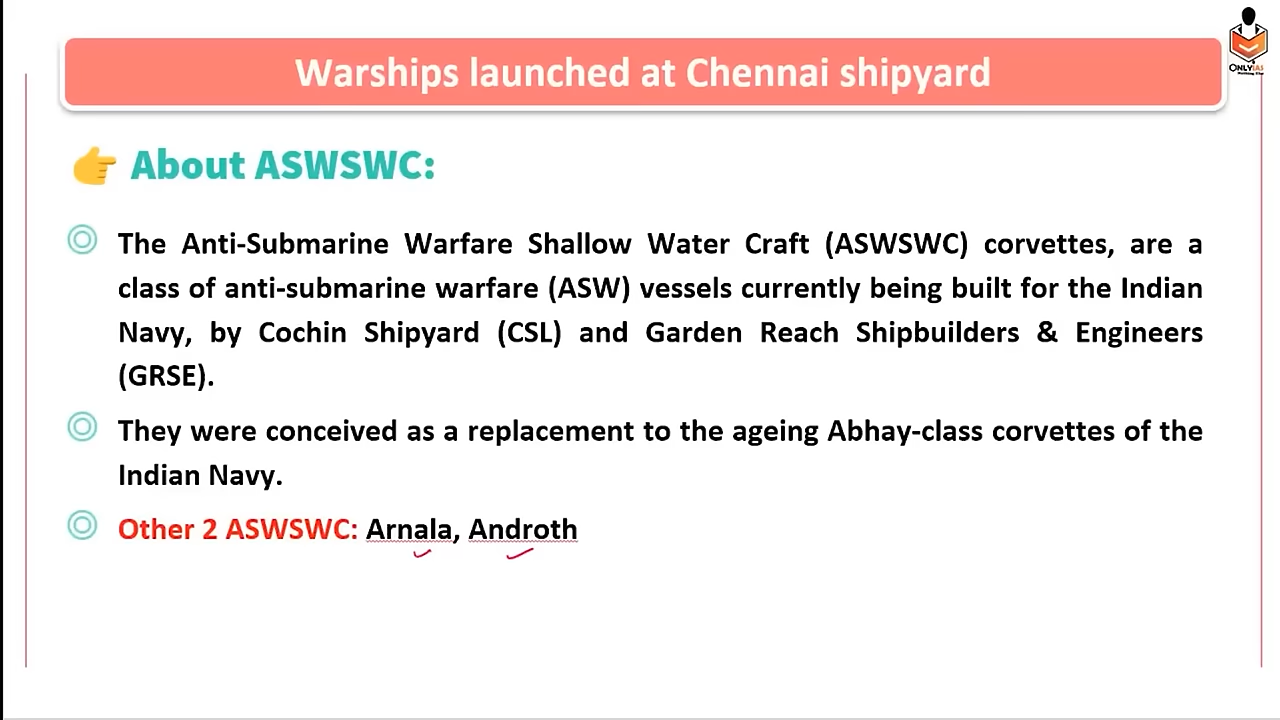 Warships launched at Chennai shipyard
ONLYIAS
Nothing Else
About ASWSWC:
The Anti-Submarine Warfare Shallow Water Craft (ASWSWC) corvettes, are a
class of anti-submarine warfare (ASW) vessels currently being built for the Indian
Navy, by Cochin Shipyard (CSL) and Garden Reach Shipbuilders & Engineers
(GRSE).
They were conceived as a replacement to the ageing Abhay-class corvettes of the
Indian Navy.
Other 2 ASWSWC: Arnala, Androth